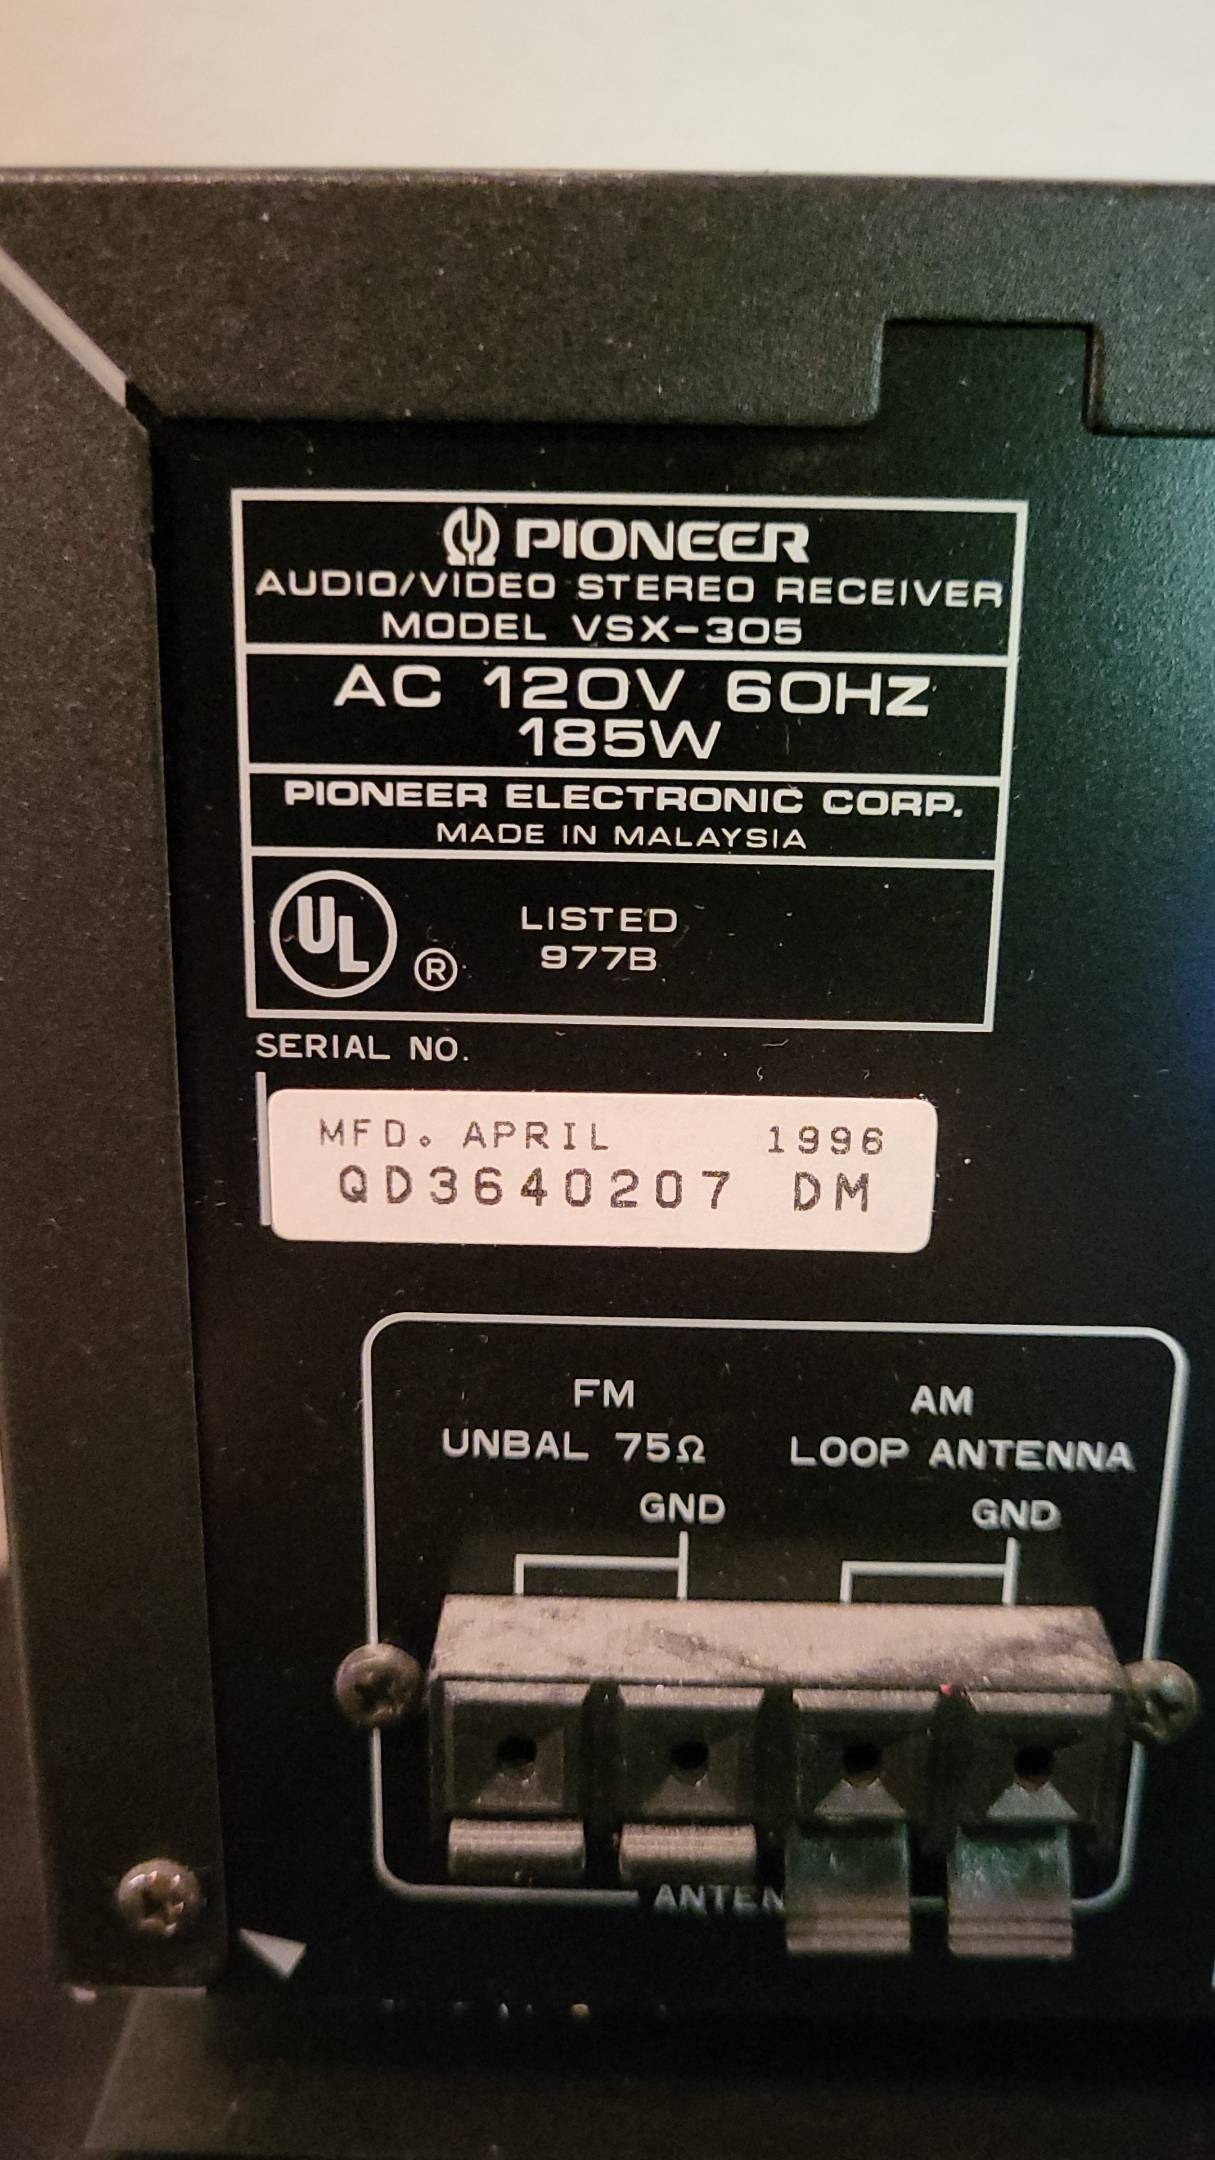 PIONEER
AUDIO/VIDEO STEREO RECEIVER
MODEL VSX-305
AC 120V 60HZ
185W
PIONEER ELECTRONIC CORP.
MADE IN MALAYSIA
UL ® LISTED
977B
SERIAL NO.
MFD. APRIL 1996
QD3640207 DM
FM
UNBAL 75Ω
GND
AM
LOOP ANTENNA
GND
ANTEN